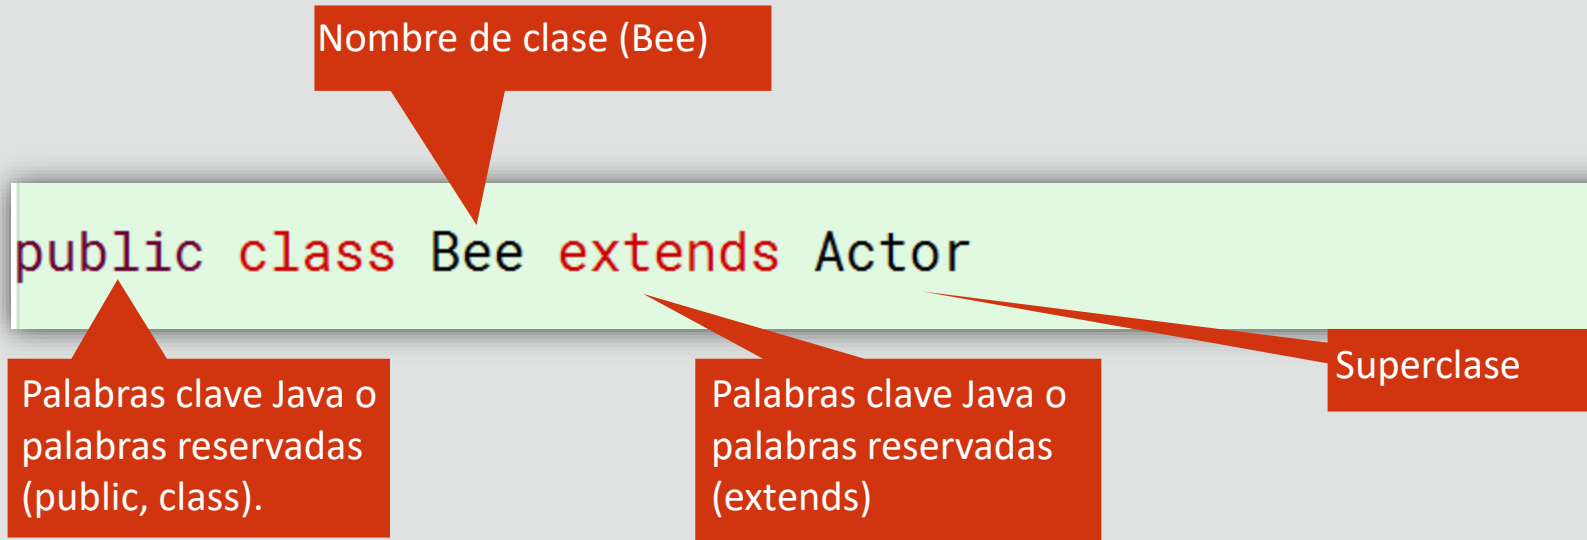 Nombre de clase (Bee)
public class Bee extends Actor
Palabras clave Java o
palabras reservadas
(public, class).
Palabras clave Java o
palabras reservadas
(extends)
Superclase